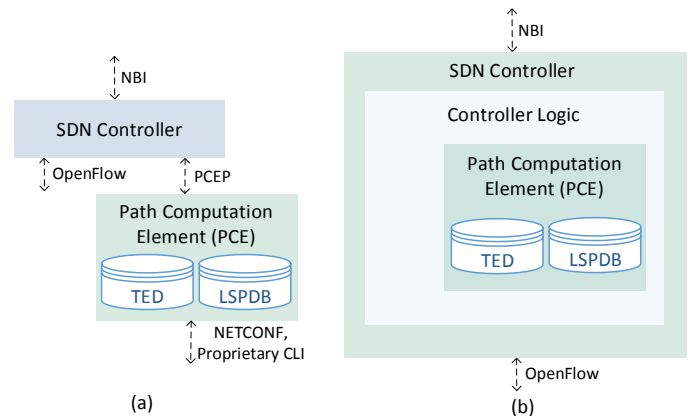 NBI
SDN Controller
OpenFlow
PCEP
Path Computation
Element (PCE)
TED
LSPDB
NETCONF,
Proprietary CLI
(a)
NBI
SDN Controller
Controller Logic
Path Computation
Element (PCE)
TED
LSPDB
OpenFlow
(b)